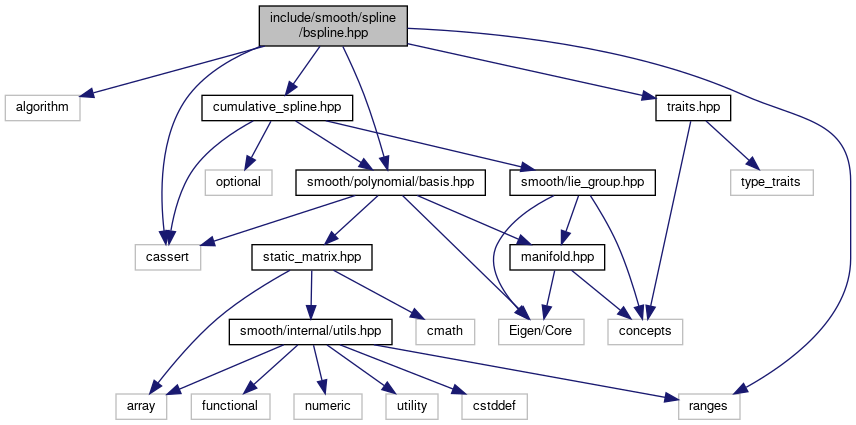 include/smooth/spline
/bspline.hpp
algorithm
cumulative_spline.hpp
traits.hpp
optional
smooth/polynomial/basis.hpp
smooth/lie_group.hpp
type_traits
cassert
static_matrix.hpp
manifold.hpp
smooth/internal/utils.hpp
cmath
Eigen/Core
concepts
array
functional
numeric
utility
cstddef
ranges